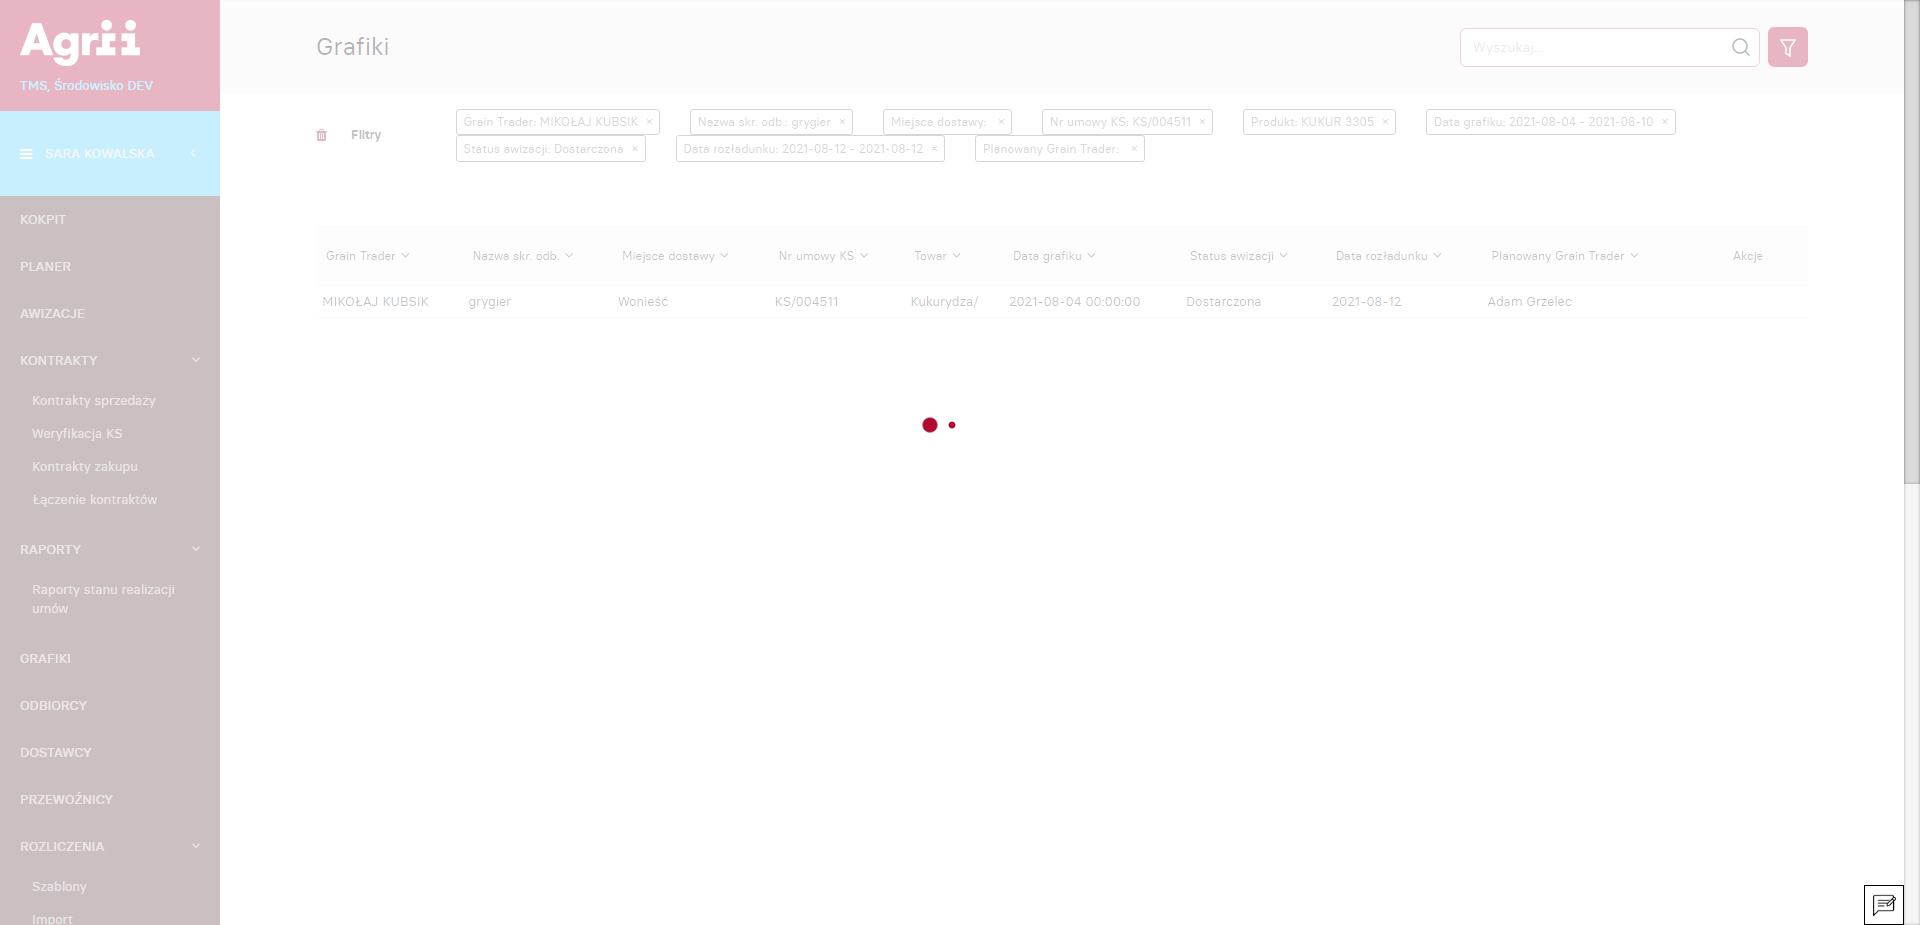 Agrii
TMS, Środowisko DEV
SARA KOWALSKA
KOKPIT
PLANER
AWIZACJE
KONTRAKTY
Kontrakty sprzedaży
Weryfikacja KS
Kontrakty zakupu
Łączenie kontraktów
RAPORTY
Raporty stanu realizacji
umów
GRAFIKI
ODBIORCY
DOSTAWCY
PRZEWOŹNICY
ROZLICZENIA
Szablony
Import
Grafiki
Wyszukaj...
Filtry
Grain Trader: MIKOŁAJ KUBSIK × Nazwa skr. odb.: grygier × Miejsce dostawy: × Nr umowy KS: KS/004511 × Produkt: KUKUR 3305 × Data grafiku: 2021-08-04 - 2021-08-10 ×
Status awizacji: Dostarczona × Data rozładunku: 2021-08-12 - 2021-08-12 × Planowany Grain Trader: ×
Grain Trader Nazwa skr. odb. Miejsce dostawy Nr umowy KS Towar Data grafiku Status awizacji Data rozładunku Planowany Grain Trader Akcje
MIKOŁAJ KUBSIK grygier Wonieść KS/004511 Kukurydza/ 2021-08-04 00:00:00 Dostarczona 2021-08-12 Adam Grzelec